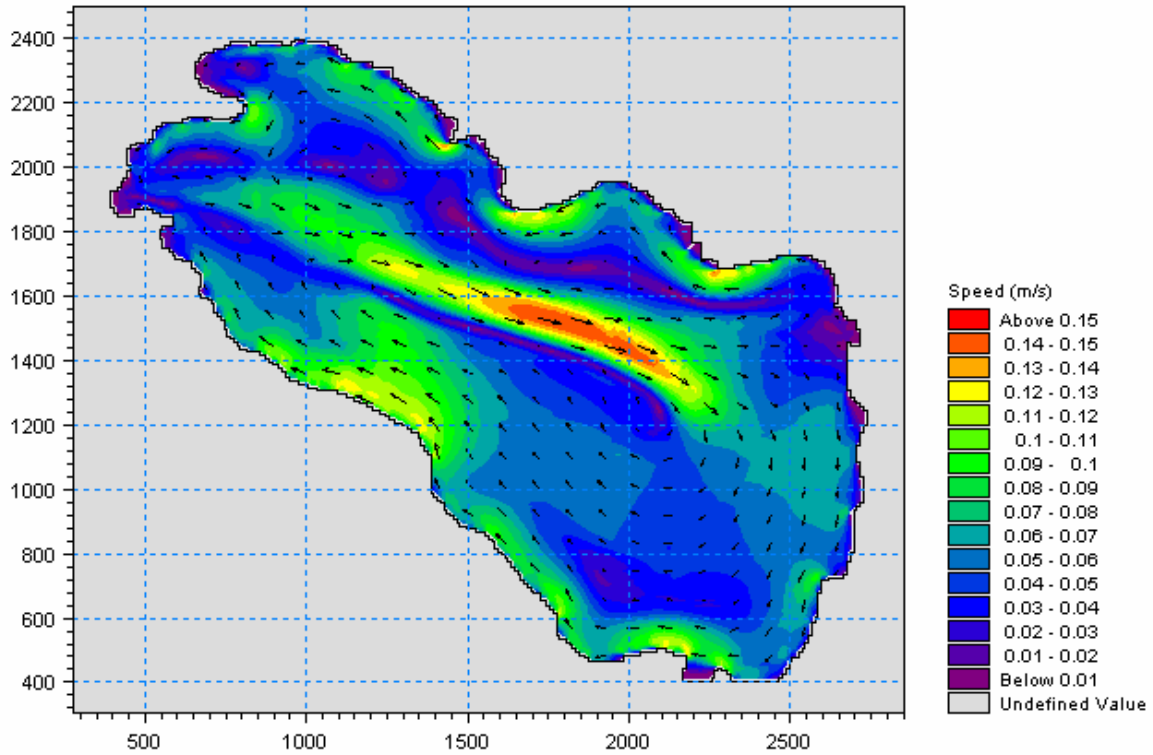 2400
2200
2000
1800
1600
1400
1200
1000
800
600
400
500
1000
1500
2000
2500
Speed (m/s)
Above 0.15
0.14 - 0.15
0.13 - 0.14
0.12 - 0.13
0.11 - 0.12
0.1 - 0.11
0.09 - 0.1
0.08 - 0.09
0.07 - 0.08
0.06 - 0.07
0.05 - 0.06
0.04 - 0.05
0.03 - 0.04
0.02 - 0.03
0.01 - 0.02
Below 0.01
Undefined Value